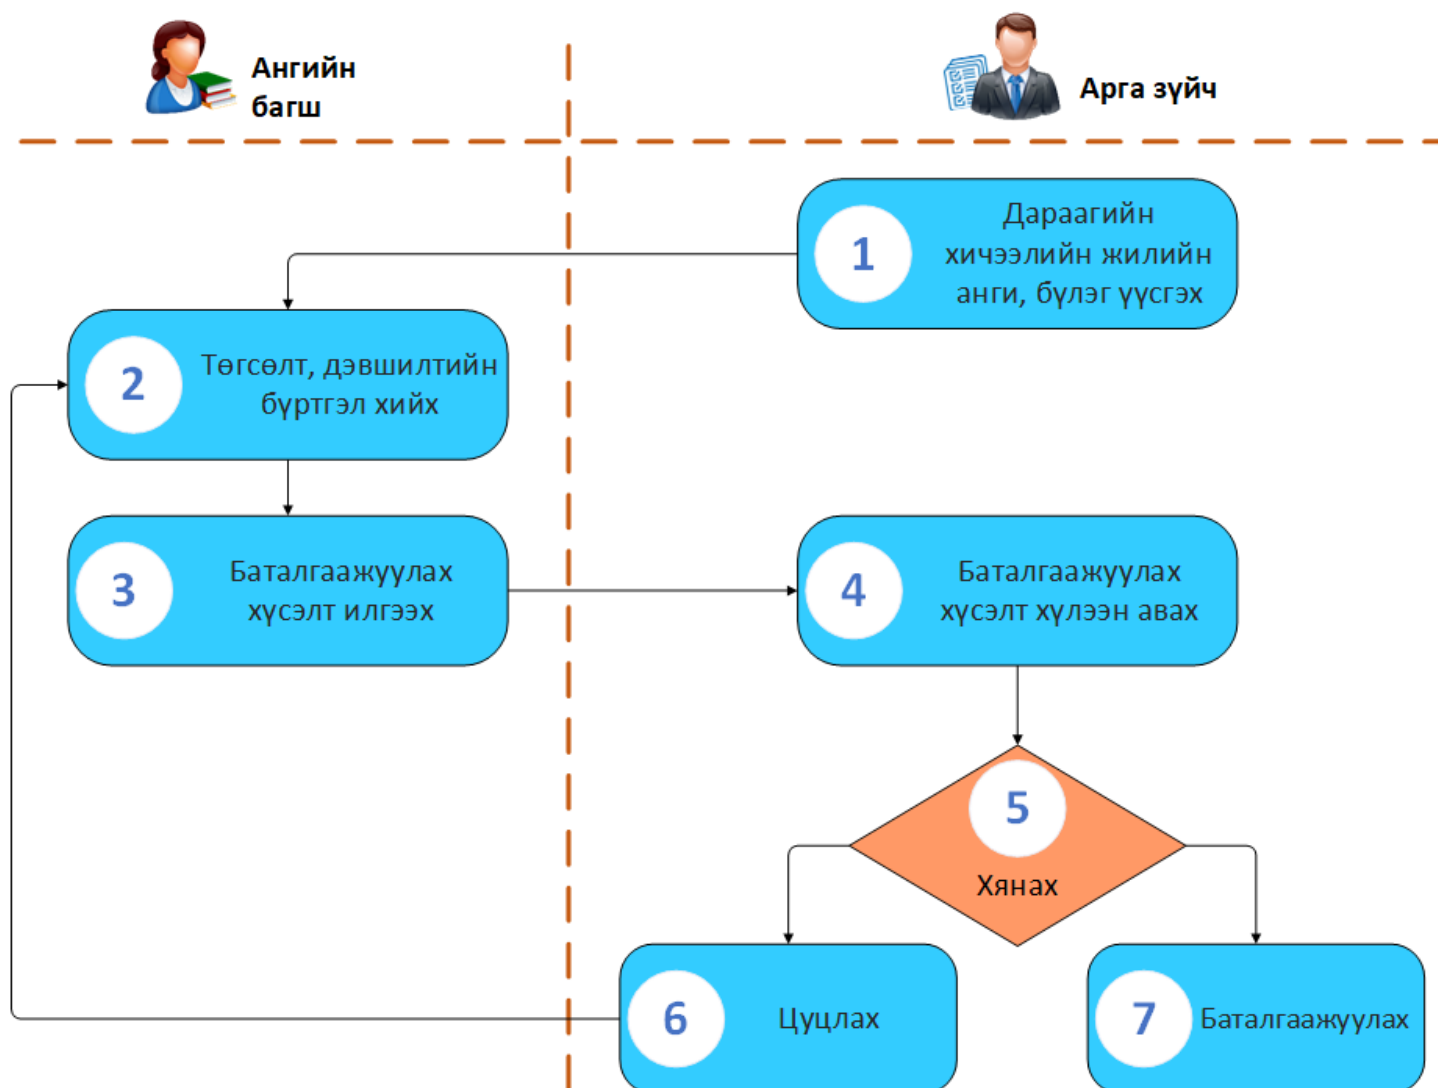 Ангийн
багш
Арга зүйч
1
Дараагийн
хичээлийн жилийн
анги, бүлэг үүсгэх
2
Төгсөлт, дэвшилтийн
бүртгэл хийх
3
Баталгаажуулах
хүсэлт илгээх
4
Баталгаажуулах
хүсэлт хүлээн авах
5
Хянах
6
Цуцлах
7
Баталгаажуулах